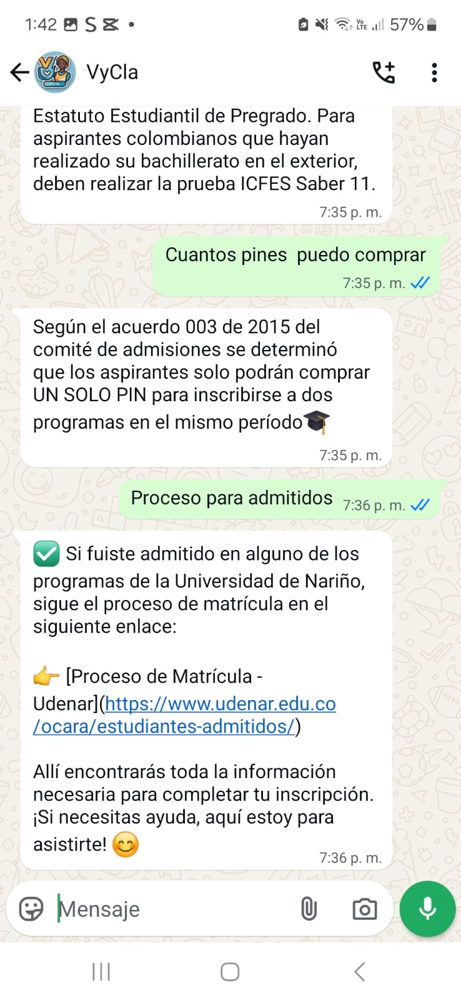 1:42
57%
VyCla
Estatuto Estudiantil de Pregrado. Para
aspirantes colombianos que hayan
realizado su bachillerato en el exterior,
deben realizar la prueba ICFES Saber 11.
7:35 p. m.
Cuantos pines  puedo comprar
7:35 p. m.
Según el acuerdo 003 de 2015 del
comité de admisiones se determinó
que los aspirantes solo podrán comprar
UN SOLO PIN para inscribirse a dos
programas en el mismo período🎓
7:35 p. m.
Proceso para admitidos
7:36 p. m.
✅ Si fuiste admitido en alguno de los
programas de la Universidad de Nariño,
sigue el proceso de matrícula en el
siguiente enlace:
👉 [Proceso de Matrícula -
Udenar](https://www.udenar.edu.co
/ocara/estudiantes-admitidos/)
Allí encontrarás toda la información
necesaria para completar tu inscripción.
¡Si necesitas ayuda, aquí estoy para
asistirte! 😊
7:36 p. m.
Mensaje